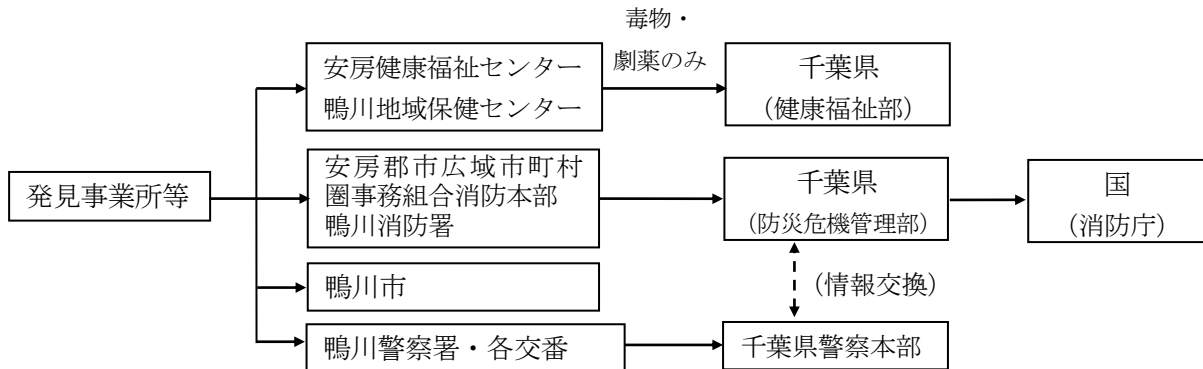 毒物・
劇薬のみ
安房健康福祉センター
鴨川地域保健センター
千葉県
（健康福祉部）
発見事業所等
安房郡市広域市町村
圏事務組合消防本部
鴨川消防署
千葉県
（防災危機管理部）
国
（消防庁）
鴨川市
（情報交換）
鴨川警察署・各交番
千葉県警察本部